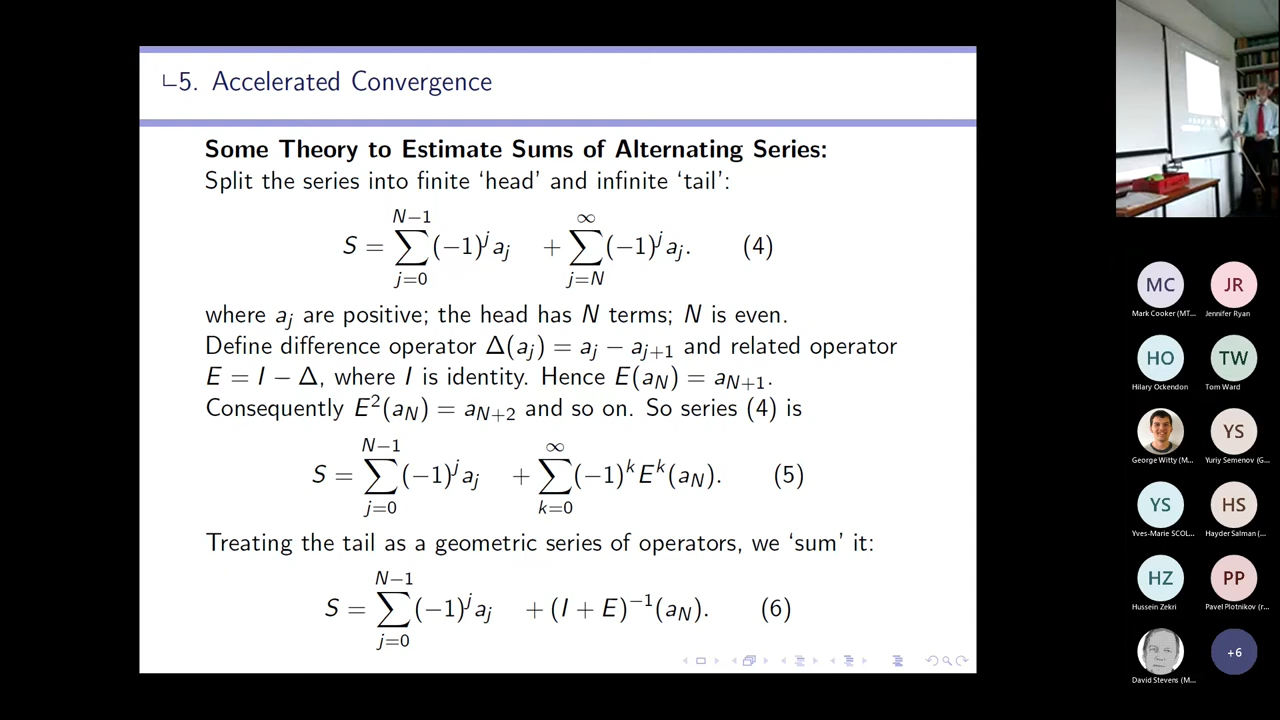 5. Accelerated Convergence
Some Theory to Estimate Sums of Alternating Series:
Split the series into finite ‘head’ and infinite ‘tail’:
S = ∑_{j=0}^{N−1} (−1)^j a_j + ∑_{j=N}^{∞} (−1)^j a_j. (4)
where a_j are positive; the head has N terms; N is even.
Define difference operator Δ(a_j) = a_j − a_{j+1} and related operator
E = I − Δ, where I is identity. Hence E(a_N) = a_{N+1}.
Consequently E²(a_N) = a_{N+2} and so on. So series (4) is
S = ∑_{j=0}^{N−1} (−1)^j a_j + ∑_{k=0}^{∞} (−1)^k E^k(a_N). (5)
Treating the tail as a geometric series of operators, we ‘sum’ it:
S = ∑_{j=0}^{N−1} (−1)^j a_j + (I + E)^{−1}(a_N). (6)
MC JR
Mark Cooker (MT... Jennifer Ryan
HO TW
Hilary Ockendon Tom Ward
YS
George Witty (M... Yuriy Semenov (G...
YS HS
Yves-Marie SCOL... Hayder Salman (...
HZ PP
Hussein Zekri Pavel Plotnikov (r...
+6
David Stevens (M...